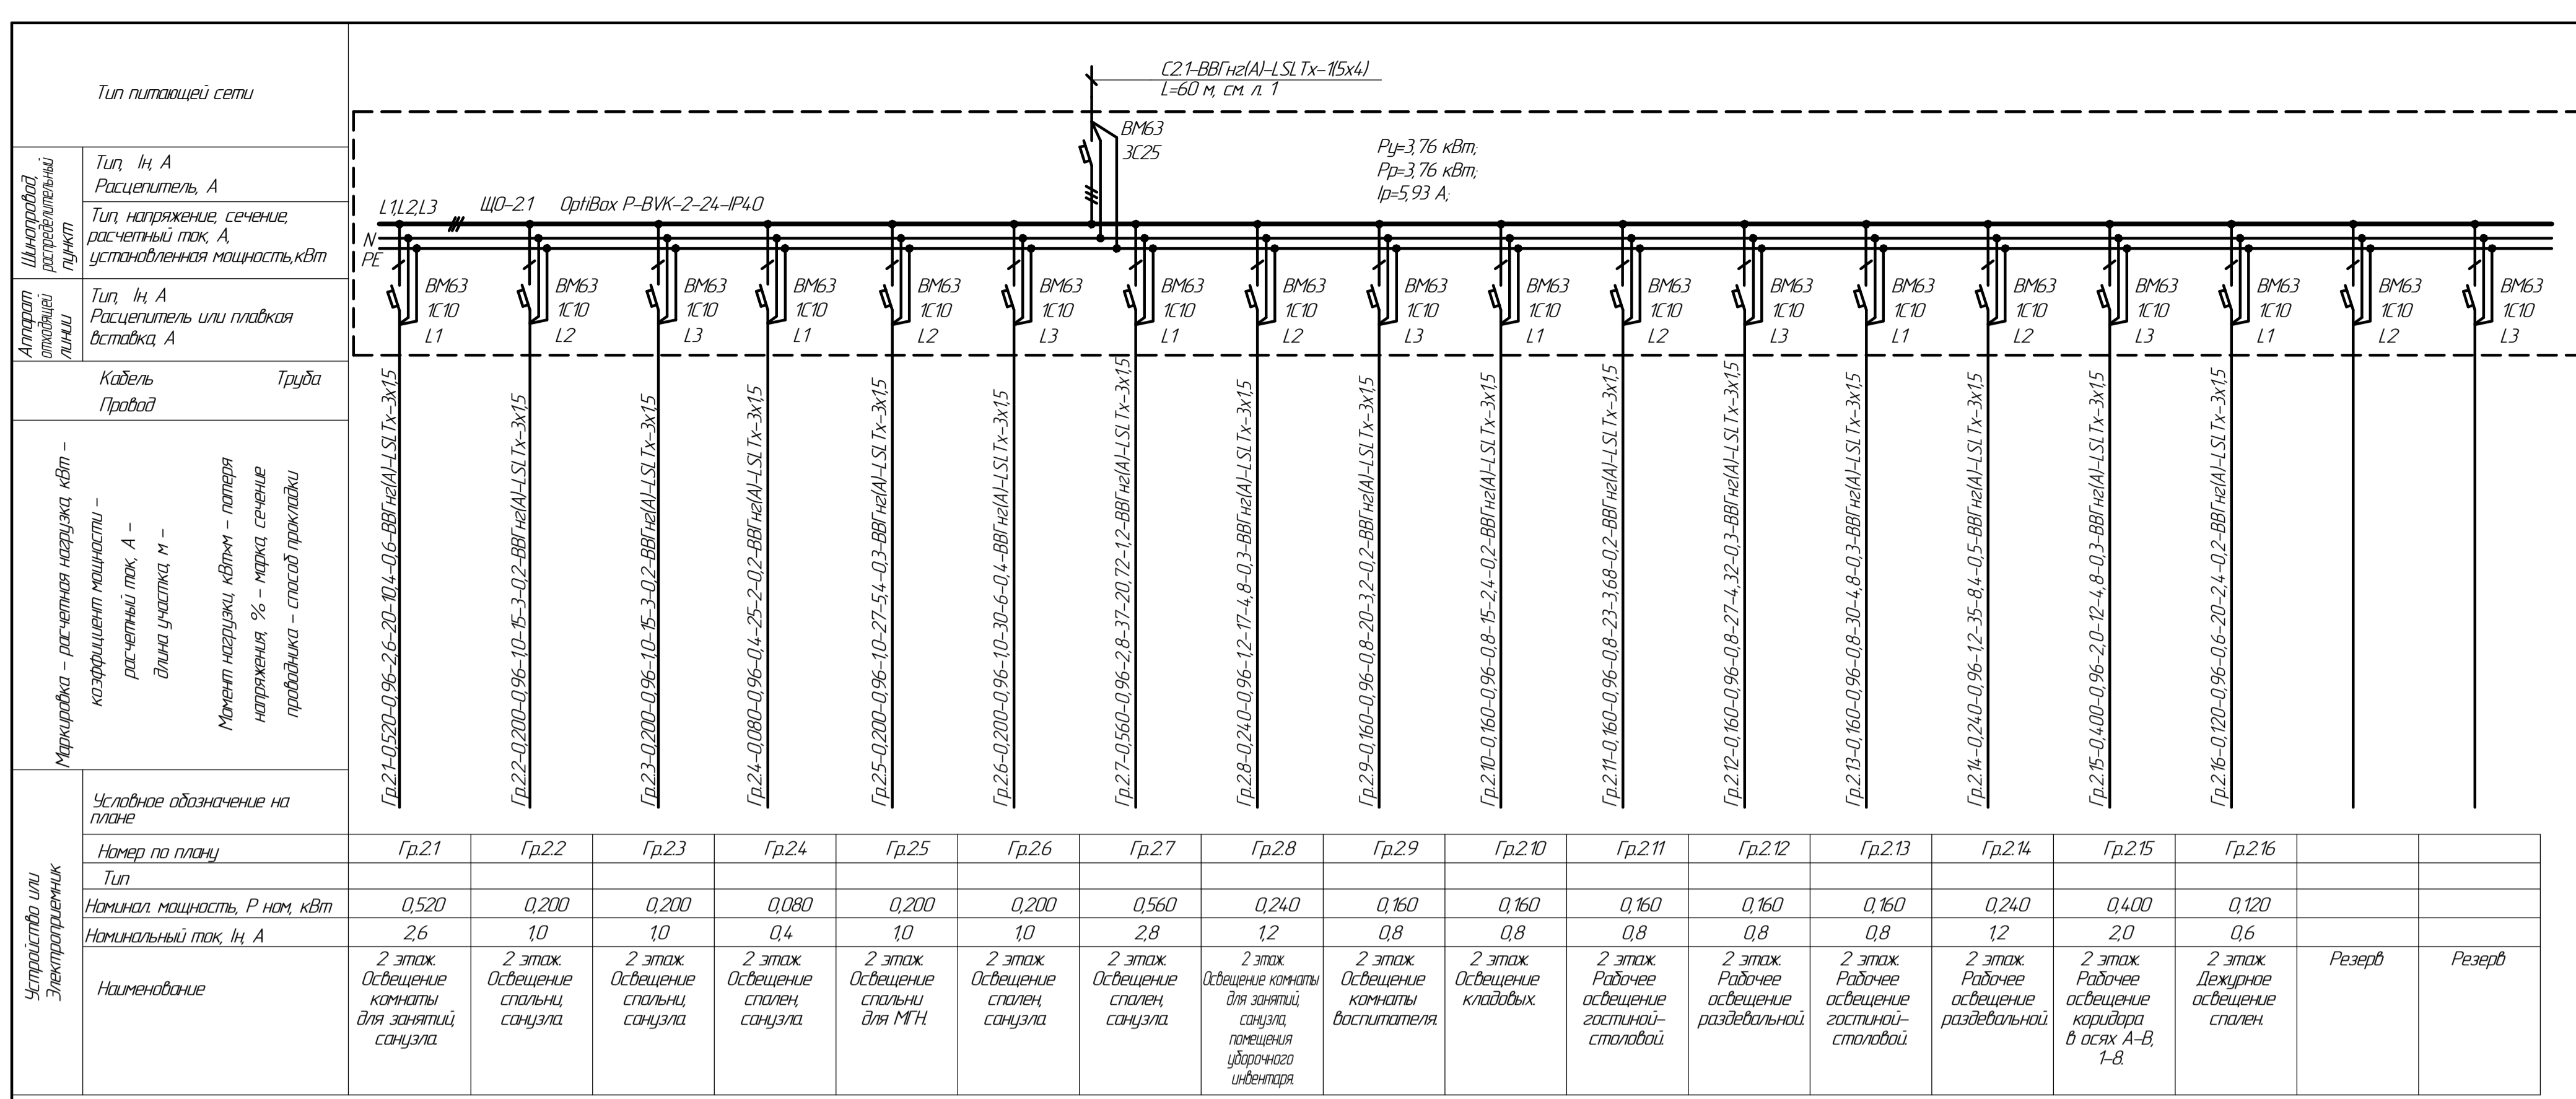 Тип питающей сети
С2.1-ВВГнг(А)-LSLTx-1(5х4)
L=60 м, см. л. 1
Шинопровод,
распределительный
пункт
Тип, Iн, А
Расцепитель, А
Тип, напряжение, сечение,
расчетный ток, А,
установленная мощность,кВт
ВМ63
3С25
Ру=3,76 кВт;
Рр=3,76 кВт;
Iр=5,93 А;
L1,L2,L3
ЩО-2.1 OptiBox P-BVK-2-24-IP40
N
PE
Аппарат
отходящей
линии
Тип, Iн, А
Расцепитель или плавкая
вставка, А
ВМ63 ВМ63 ВМ63 ВМ63 ВМ63 ВМ63 ВМ63 ВМ63 ВМ63 ВМ63 ВМ63 ВМ63 ВМ63 ВМ63 ВМ63 ВМ63 ВМ63 ВМ63
1С10 1С10 1С10 1С10 1С10 1С10 1С10 1С10 1С10 1С10 1С10 1С10 1С10 1С10 1С10 1С10 1С10 1С10
L1 L2 L3 L1 L2 L3 L1 L2 L3 L1 L2 L3 L1 L2 L3 L1 L2 L3
Кабель Труба
Провод
Маркировка – расчетная нагрузка, кВт –
коэффициент мощности –
расчетный ток, А –
длина участка, м –
Момент нагрузки, кВт×м – потеря
напряжения, % – марка, сечение
проводника – способ прокладки
Гр.2.1-0,520-0,96-2,6-20-10,4-0,6-ВВГнг(А)-LSLTx-3х1,5
Гр.2.2-0,200-0,96-1,0-15-3-0,2-ВВГнг(А)-LSLTx-3х1,5
Гр.2.3-0,200-0,96-1,0-15-3-0,2-ВВГнг(А)-LSLTx-3х1,5
Гр.2.4-0,080-0,96-0,4-25-2-0,2-ВВГнг(А)-LSLTx-3х1,5
Гр.2.5-0,200-0,96-1,0-27-5,4-0,3-ВВГнг(А)-LSLTx-3х1,5
Гр.2.6-0,200-0,96-1,0-30-6-0,4-ВВГнг(А)-LSLTx-3х1,5
Гр.2.7-0,560-0,96-2,8-37-20,72-1,2-ВВГнг(А)-LSLTx-3х1,5
Гр.2.8-0,240-0,96-1,2-17-4,8-0,3-ВВГнг(А)-LSLTx-3х1,5
Гр.2.9-0,160-0,96-0,8-20-3,2-0,2-ВВГнг(А)-LSLTx-3х1,5
Гр.2.10-0,160-0,96-0,8-15-2,4-0,2-ВВГнг(А)-LSLTx-3х1,5
Гр.2.11-0,160-0,96-0,8-23-3,68-0,2-ВВГнг(А)-LSLTx-3х1,5
Гр.2.12-0,160-0,96-0,8-27-4,32-0,3-ВВГнг(А)-LSLTx-3х1,5
Гр.2.13-0,160-0,96-0,8-30-4,8-0,3-ВВГнг(А)-LSLTx-3х1,5
Гр.2.14-0,240-0,96-1,2-35-8,4-0,5-ВВГнг(А)-LSLTx-3х1,5
Гр.2.15-0,400-0,96-2,0-12-4,8-0,3-ВВГнг(А)-LSLTx-3х1,5
Гр.2.16-0,120-0,96-0,6-20-2,4-0,2-ВВГнг(А)-LSLTx-3х1,5
Устройство или
Электроприемник
Условное обозначение на
плане
Номер по плану Гр.2.1 Гр.2.2 Гр.2.3 Гр.2.4 Гр.2.5 Гр.2.6 Гр.2.7 Гр.2.8 Гр.2.9 Гр.2.10 Гр.2.11 Гр.2.12 Гр.2.13 Гр.2.14 Гр.2.15 Гр.2.16
Тип
Номинал. мощность, Р ном, кВт 0,520 0,200 0,200 0,080 0,200 0,200 0,560 0,240 0,160 0,160 0,160 0,160 0,160 0,240 0,400 0,120
Номинальный ток, Iн, А 2,6 1,0 1,0 0,4 1,0 1,0 2,8 1,2 0,8 0,8 0,8 0,8 0,8 1,2 2,0 0,6
Наименование
2 этаж.
Освещение
комнаты
для занятий,
санузла.
2 этаж.
Освещение
спальни,
санузла.
2 этаж.
Освещение
спальни,
санузла.
2 этаж.
Освещение
спален,
санузла.
2 этаж.
Освещение
спальни
для МГН.
2 этаж.
Освещение
спален,
санузла.
2 этаж.
Освещение
спален,
санузла.
2 этаж.
Освещение комнаты
для занятий,
санузла,
помещения
уборочного
инвентаря.
2 этаж.
Освещение
комнаты
воспитателя.
2 этаж.
Освещение
кладовых.
2 этаж.
Рабочее
освещение
гостиной-
столовой.
2 этаж.
Рабочее
освещение
раздевальной.
2 этаж.
Рабочее
освещение
гостиной-
столовой.
2 этаж.
Рабочее
освещение
раздевальной.
2 этаж.
Рабочее
освещение
коридора
в осях А-В,
1-8.
2 этаж.
Дежурное
освещение
спален.
Резерв
Резерв